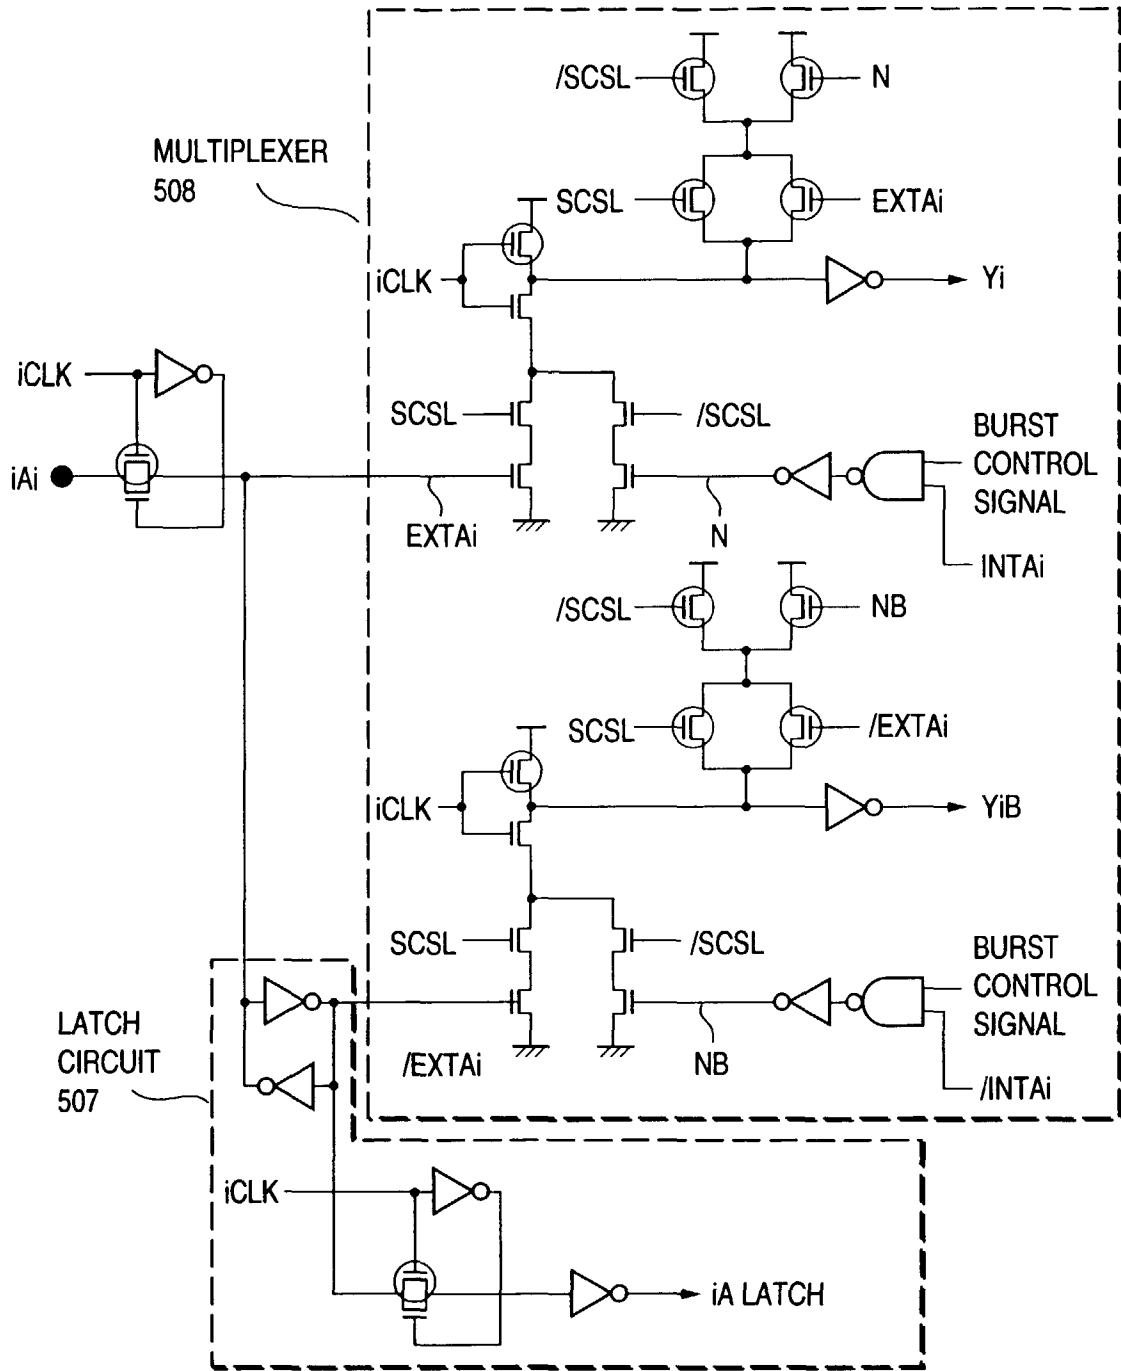 /SCSL
N
MULTIPLEXER
508
SCSL
EXTAi
iCLK
Yi
iCLK
SCSL
/SCSL
BURST
CONTROL
SIGNAL
iAi
EXTAi
N
INTAi
/SCSL
NB
SCSL
/EXTAi
iCLK
YiB
SCSL
/SCSL
BURST
CONTROL
SIGNAL
LATCH
CIRCUIT
507
/EXTAi
NB
/INTAi
iCLK
iA LATCH